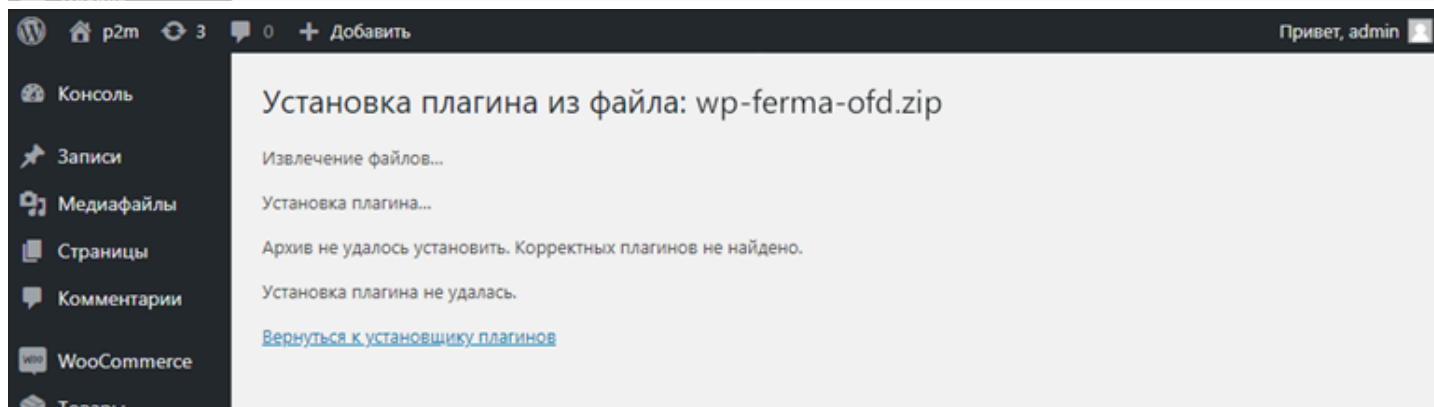 p2m 3 0 + Добавить Привет, admin
Консоль
Установка плагина из файла: wp-ferma-ofd.zip
Записи
Извлечение файлов...
Медиафайлы
Установка плагина...
Страницы
Архив не удалось установить. Корректных плагинов не найдено.
Комментарии
Установка плагина не удалась.
Вернуться к установщику плагинов
WooCommerce